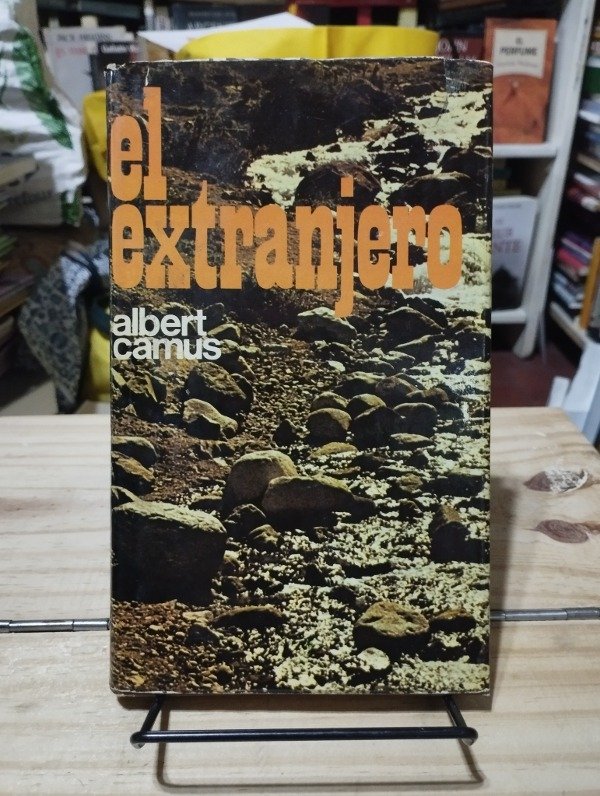 el
extranjero
albert
camus
EL
PERFUME